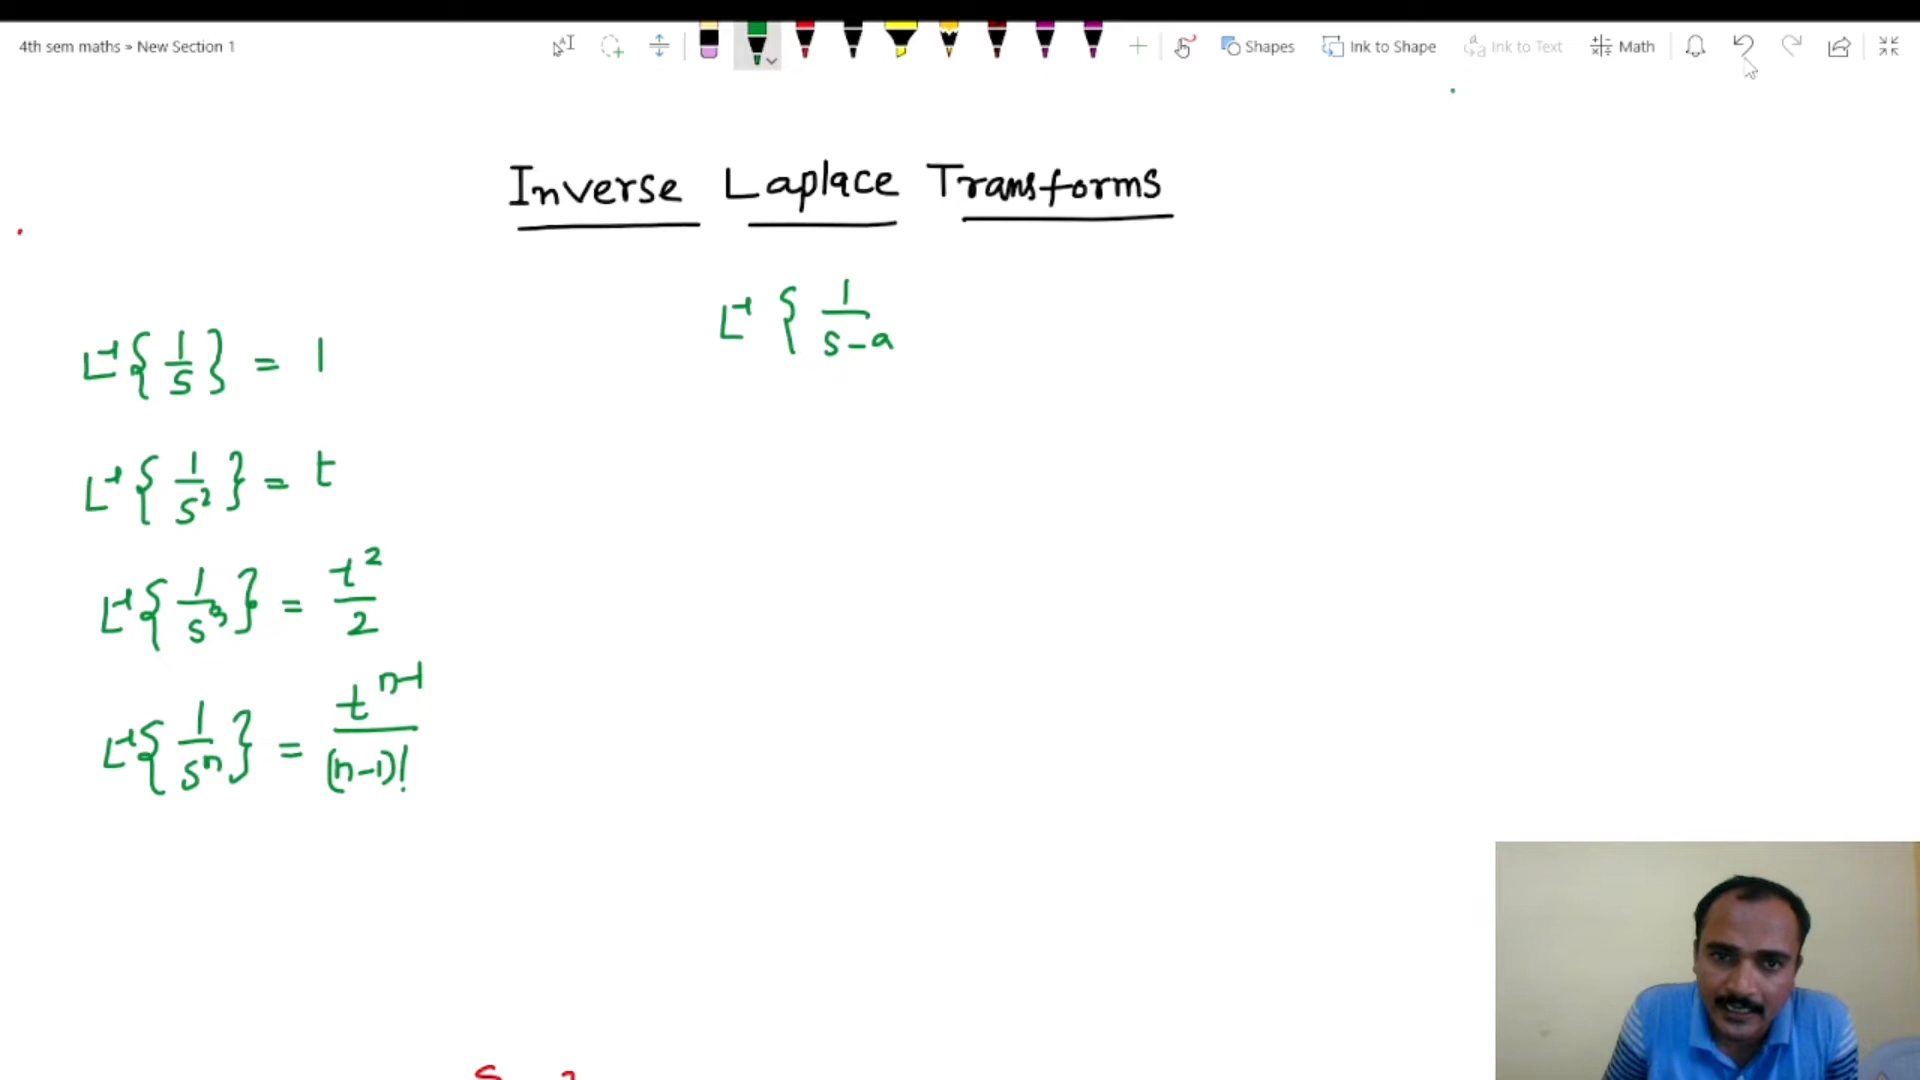 4th sem maths » New Section 1
Shapes
Ink to Shape
Ink to Text
Math
Inverse Laplace Transforms
L⁻¹{1/s} = 1
L⁻¹{1/s²} = t
L⁻¹{1/s³} = t²/2
L⁻¹{1/sⁿ} = tⁿ⁻¹/(n-1)!
L⁻¹{1/s-a